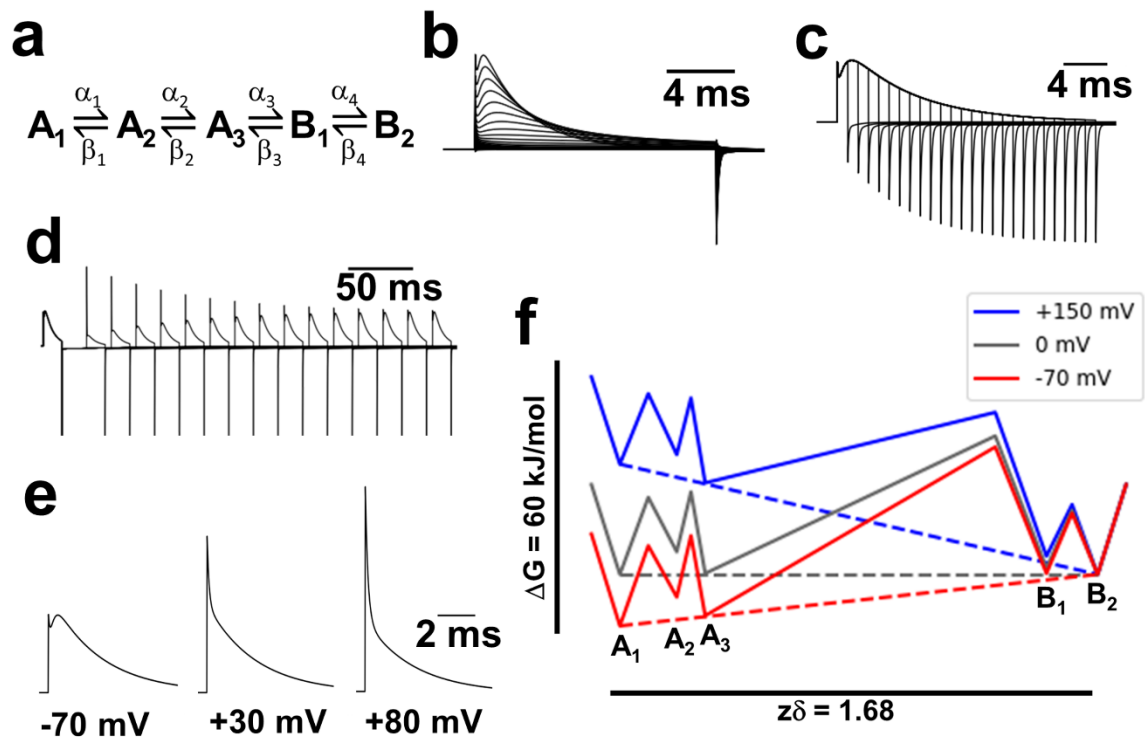 a
α₁ α₂ α₃ α₄
A₁ ⇌ A₂ ⇌ A₃ ⇌ B₁ ⇌ B₂
β₁ β₂ β₃ β₄
b
4 ms
c
4 ms
d
50 ms
e
2 ms
-70 mV +30 mV +80 mV
f
+150 mV
0 mV
-70 mV
ΔG = 60 kJ/mol
A₁ A₂ A₃ B₁ B₂
zδ = 1.68